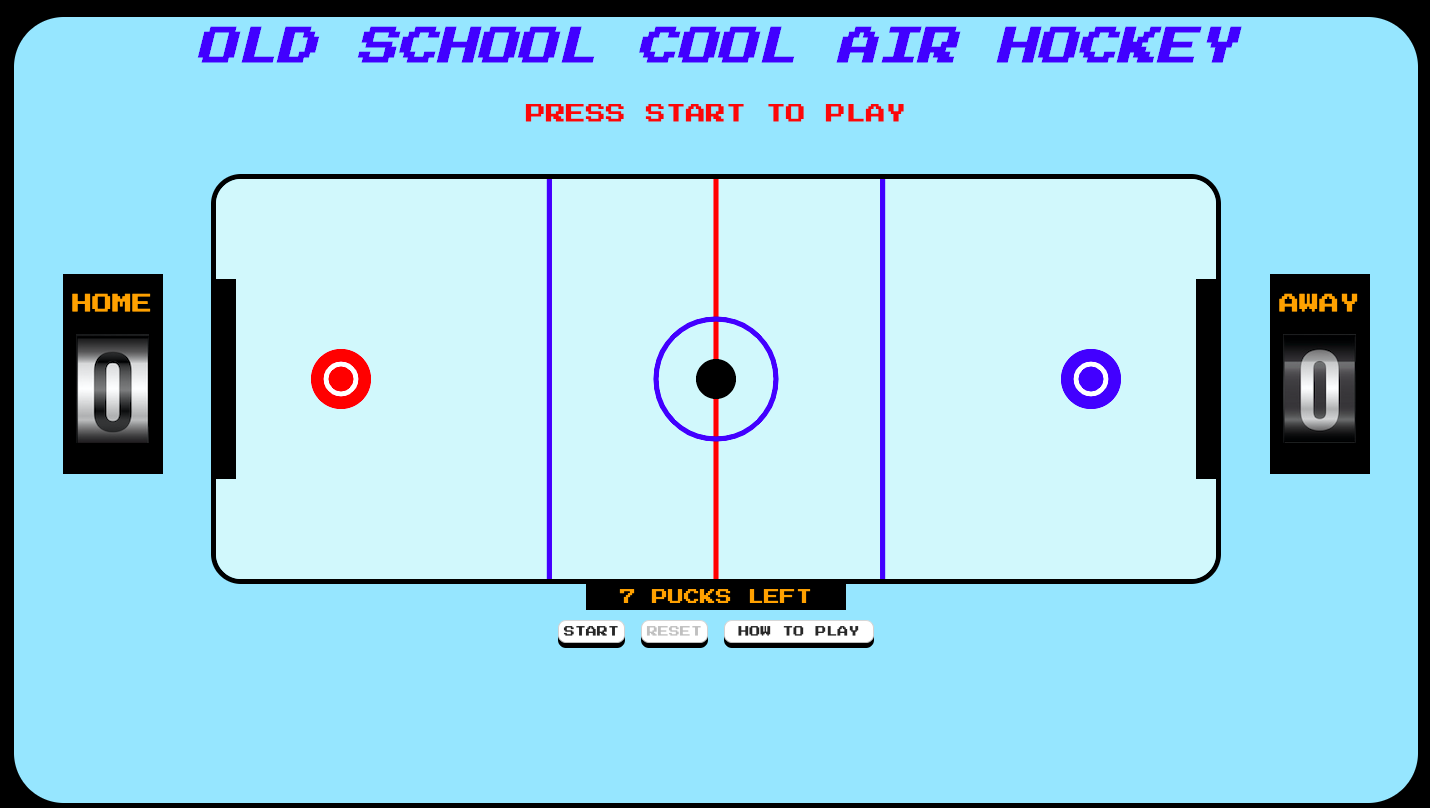 OLD SCHOOL COOL AIR HOCKEY
PRESS START TO PLAY
HOME
0
AWAY
0
7 PUCKS LEFT
START
RESET
HOW TO PLAY